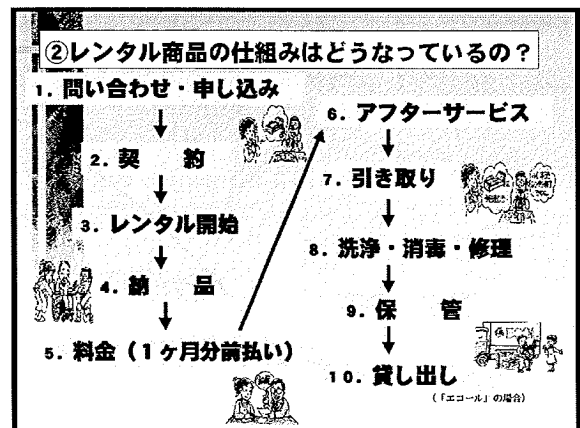 ②レンタル商品の仕組みはどうなっているの？
1．問い合わせ・申し込み
2．契　約
3．レンタル開始
4．納　品
5．料金（1ヶ月分前払い）
6．アフターサービス
7．引き取り
8．洗浄・消毒・修理
9．保　管
10．貸し出し
（「エコール」の場合）